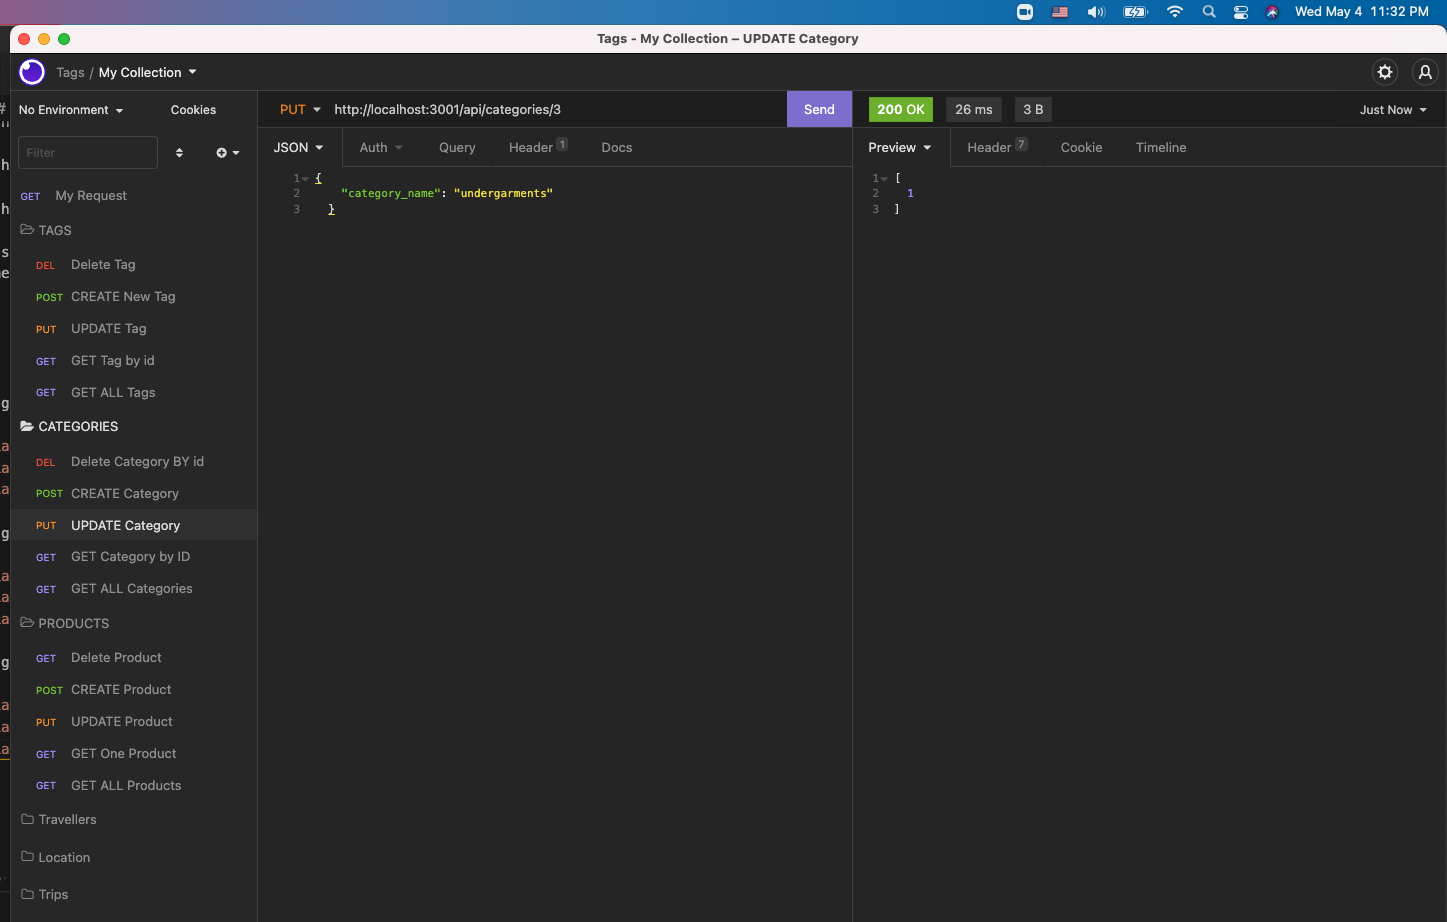 Wed May 4 11:32 PM
Tags - My Collection – UPDATE Category
Tags / My Collection
No Environment
Cookies
Filter
GET My Request
TAGS
DEL Delete Tag
POST CREATE New Tag
PUT UPDATE Tag
GET GET Tag by id
GET GET ALL Tags
CATEGORIES
DEL Delete Category BY id
POST CREATE Category
PUT UPDATE Category
GET GET Category by ID
GET GET ALL Categories
PRODUCTS
GET Delete Product
POST CREATE Product
PUT UPDATE Product
GET GET One Product
GET GET ALL Products
Travellers
Location
Trips
PUT http://localhost:3001/api/categories/3 Send
JSON Auth Query Header 1 Docs
1 {
2 "category_name": "undergarments"
3 }
200 OK 26 ms 3 B Just Now
Preview Header 7 Cookie Timeline
1 [
2 1
3 ]